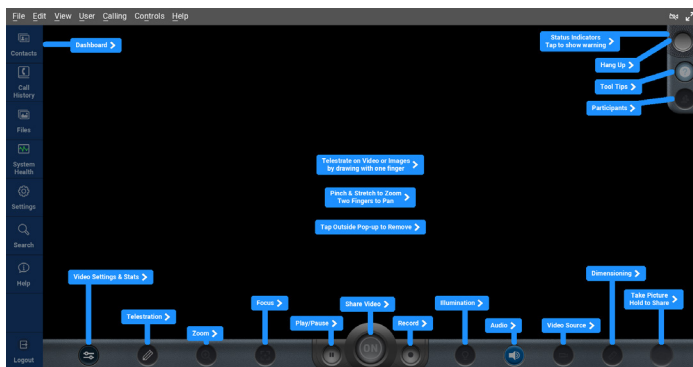 File Edit View User Calling Controls Help
Contacts
Call
History
Files
System
Health
Settings
Search
Help
Logout
Dashboard
Status Indicators
Tap to show warning
Hang Up
Tool Tips
Participants
Telestrate on Video or Images
by drawing with one finger
Pinch & Stretch to Zoom
Two Fingers to Pan
Tap Outside Pop-up to Remove
Video Settings & Stats
Telestration
Zoom
Focus
Play/Pause
Share Video
Record
Illumination
Audio
Video Source
Dimensioning
Take Picture
Hold to Share
ON